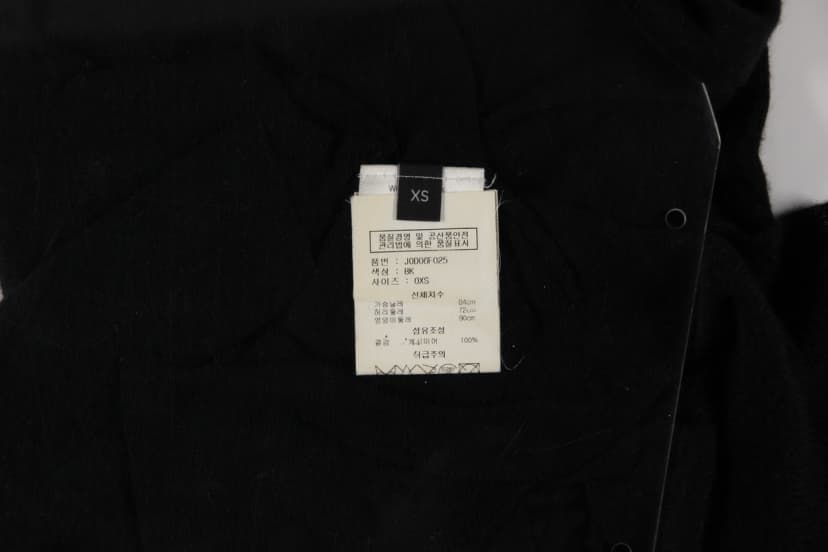 XS
품질경영 및 공산품안전
관리법에 의한 품질표시
품번 : JOD06F025
색상 : BK
사이즈 : 0XS
신체치수
가슴둘레 84cm
허리둘레 72cm
엉덩이둘레 90cm
섬유조성
겉감 캐시미어 100%
취급주의